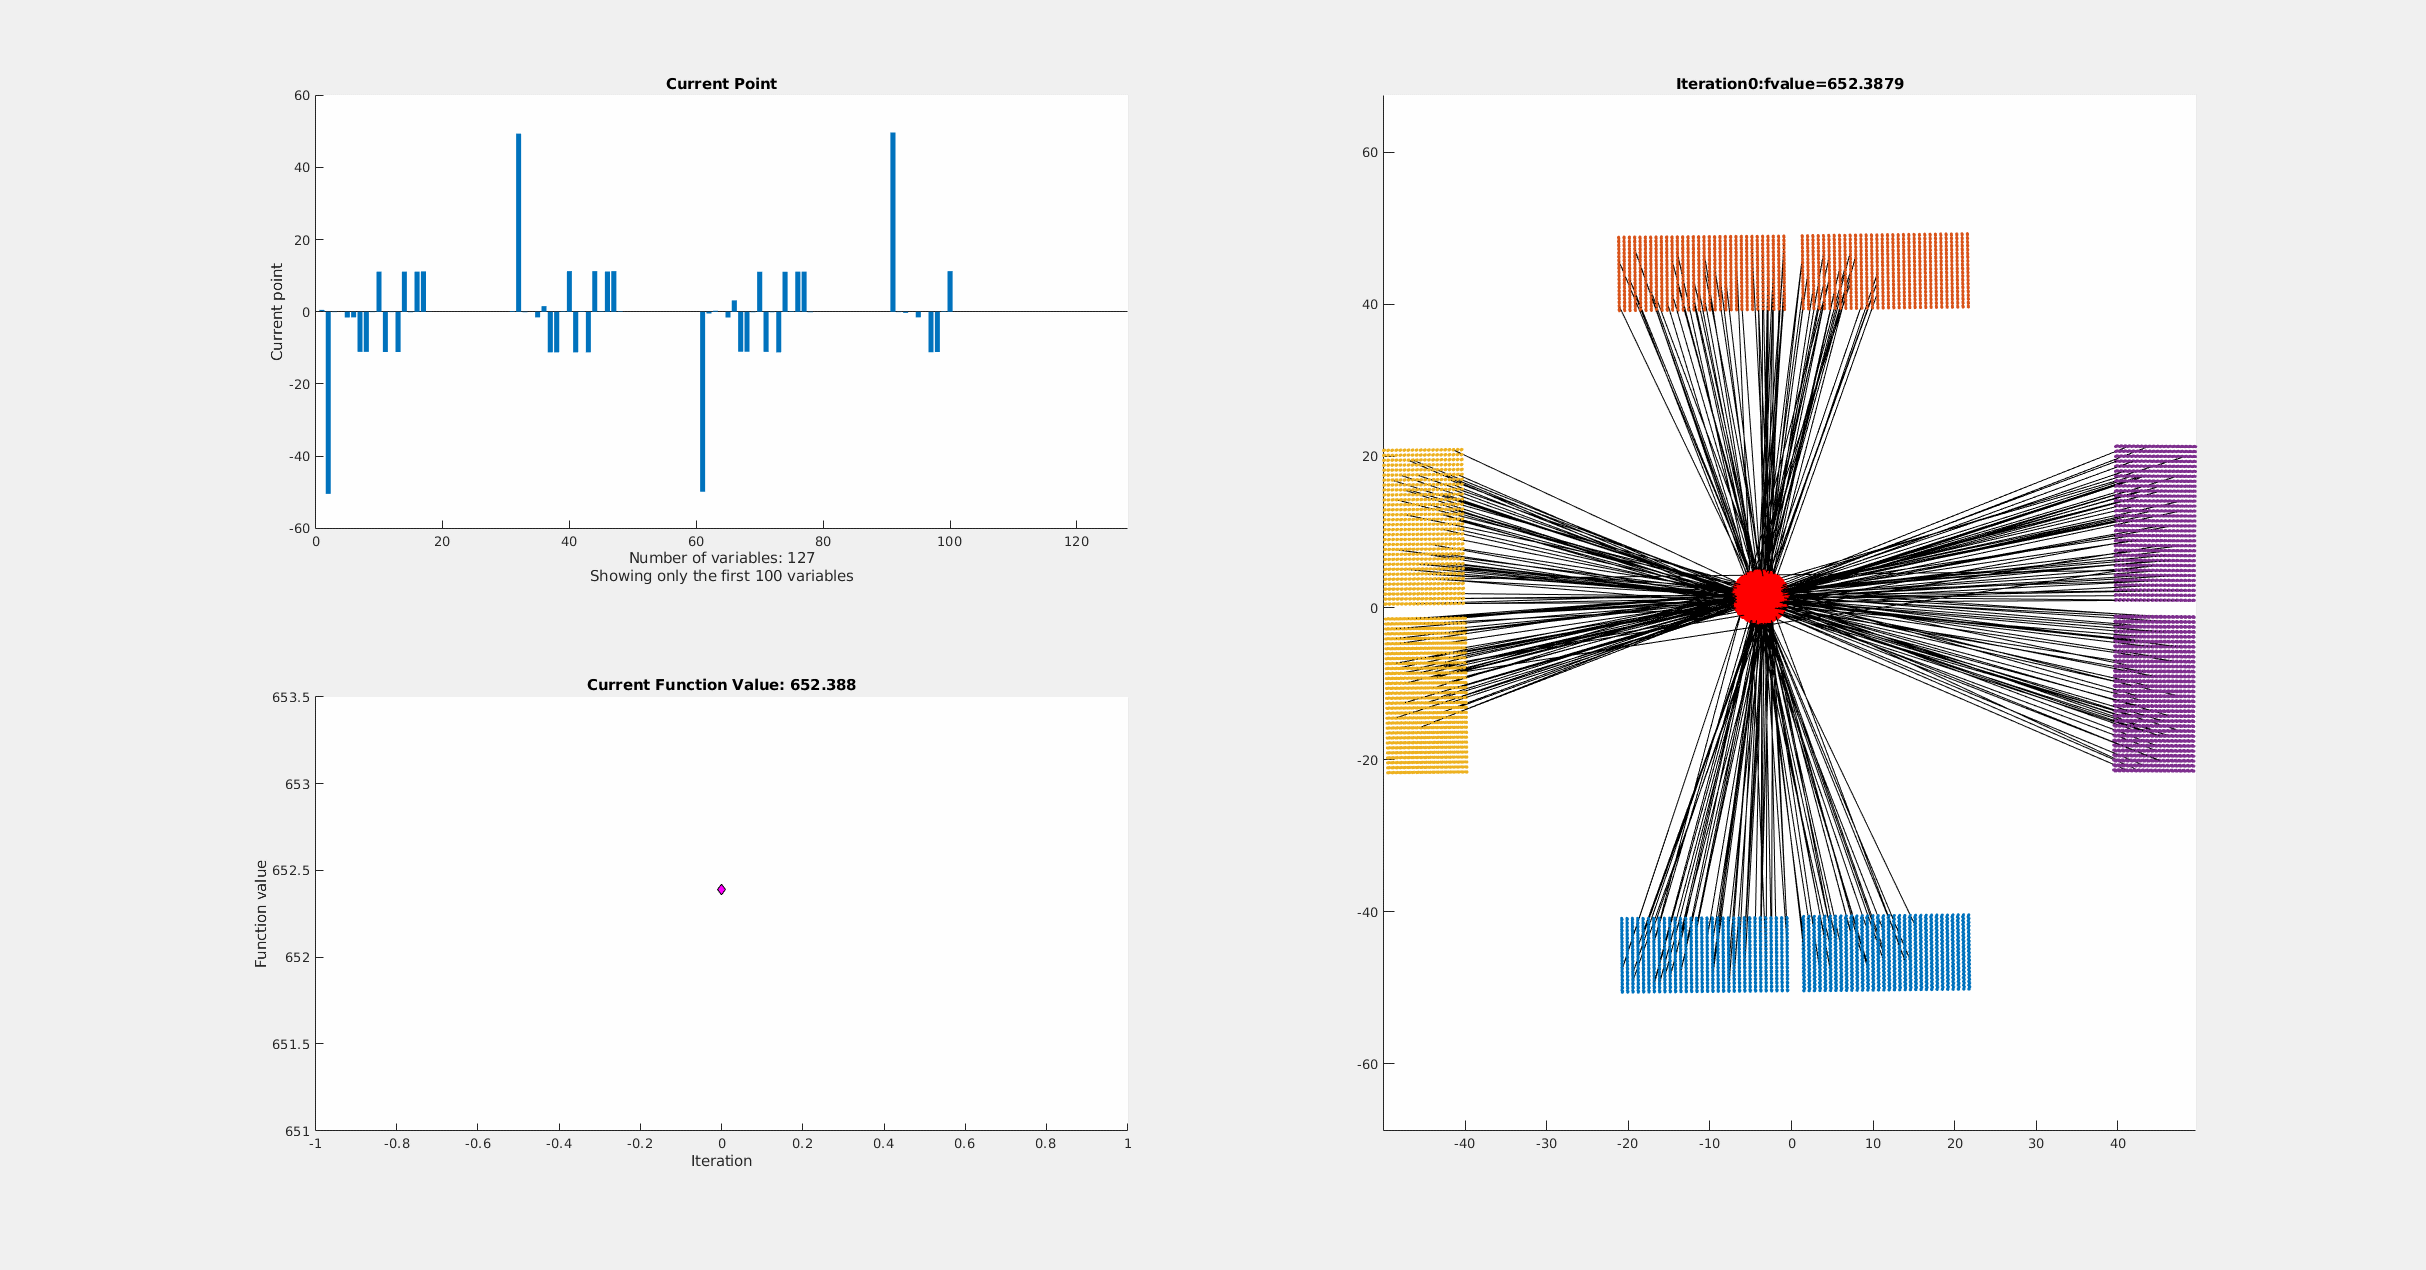 Current Point
60
40
20
0
-20
-40
-60
Current point
0 20 40 60 80 100 120
Number of variables: 127
Showing only the first 100 variables
Current Function Value: 652.388
653.5
653
652.5
652
651.5
651
Function value
-1 -0.8 -0.6 -0.4 -0.2 0 0.2 0.4 0.6 0.8 1
Iteration
Iteration0:fvalue=652.3879
60
40
20
0
-20
-40
-60
-40 -30 -20 -10 0 10 20 30 40